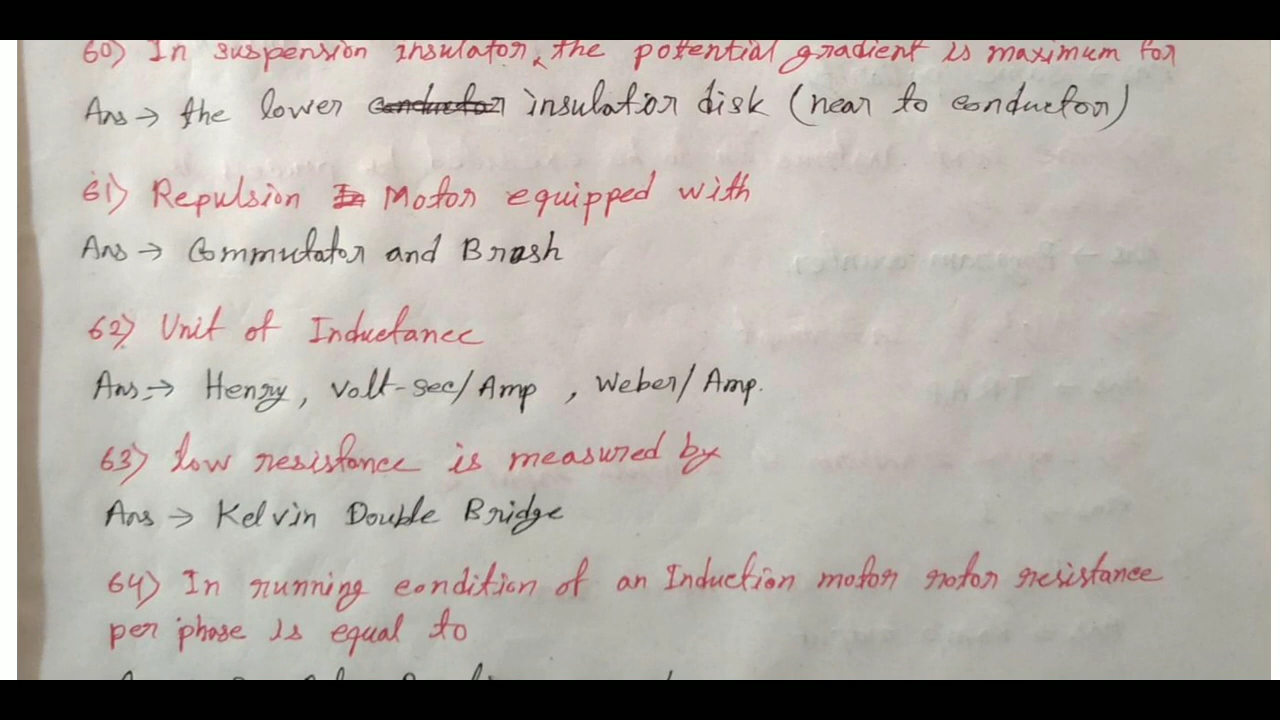 60) In suspension insulator, the potential gradient is maximum for
Ans → the lower conductor insulator disk (near to conductor)
61) Repulsion In Motor equipped with
Ans → Commutator and Brush
62) Unit of Inductance
Ans → Henry, Volt-sec/Amp, Weber/Amp.
63) low resistance is measured by
Ans → Kelvin Double Bridge
64) In running condition of an Induction motor rotor resistance
per phase is equal to